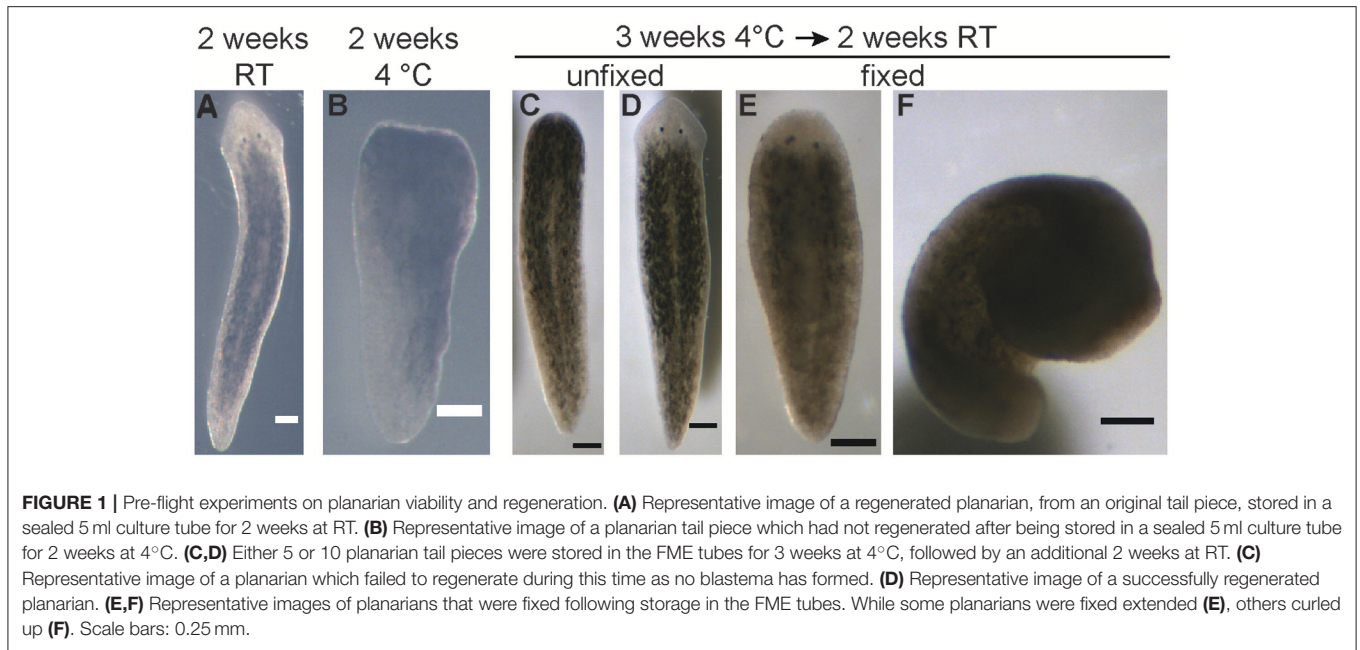 2 weeks 2 weeks 3 weeks 4°C → 2 weeks RT
RT 4 °C unfixed fixed
A B C D E F
FIGURE 1 | Pre-flight experiments on planarian viability and regeneration. (A) Representative image of a regenerated planarian, from an original tail piece, stored in a
sealed 5 ml culture tube for 2 weeks at RT. (B) Representative image of a planarian tail piece which had not regenerated after being stored in a sealed 5 ml culture tube
for 2 weeks at 4°C. (C,D) Either 5 or 10 planarian tail pieces were stored in the FME tubes for 3 weeks at 4°C, followed by an additional 2 weeks at RT. (C)
Representative image of a planarian which failed to regenerate during this time as no blastema has formed. (D) Representative image of a successfully regenerated
planarian. (E,F) Representative images of planarians that were fixed following storage in the FME tubes. While some planarians were fixed extended (E), others curled
up (F). Scale bars: 0.25 mm.